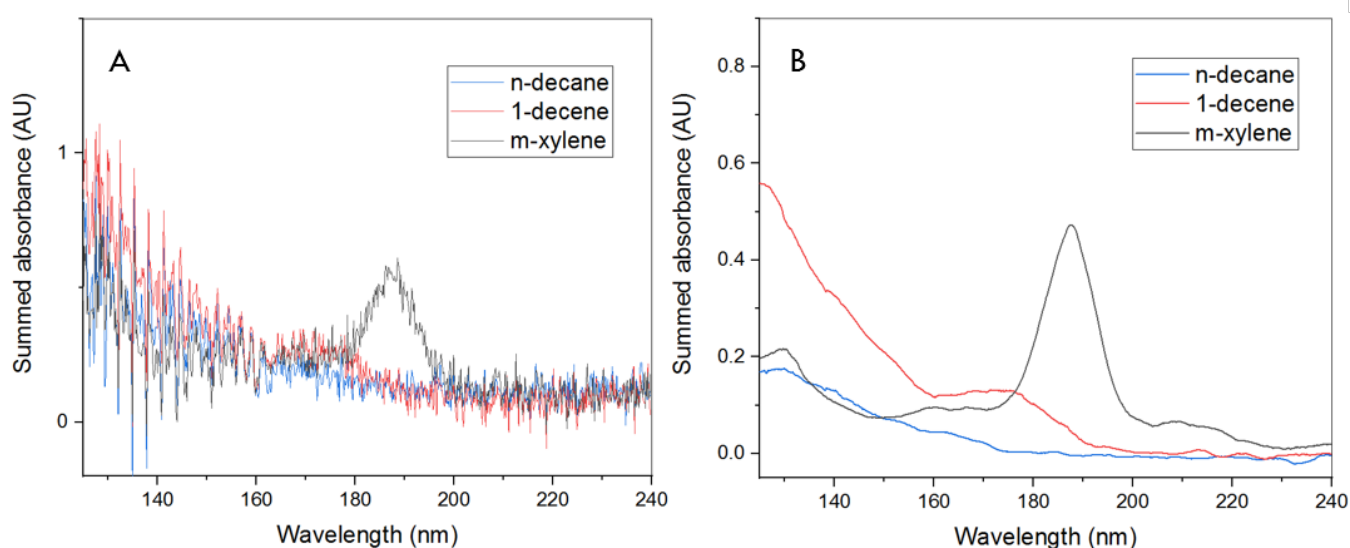 A
n-decane
1-decene
m-xylene
Summed absorbance (AU)
1
0
140 160 180 200 220 240
Wavelength (nm)
B
n-decane
1-decene
m-xylene
Summed absorbance (AU)
0.8
0.6
0.4
0.2
0.0
140 160 180 200 220 240
Wavelength (nm)